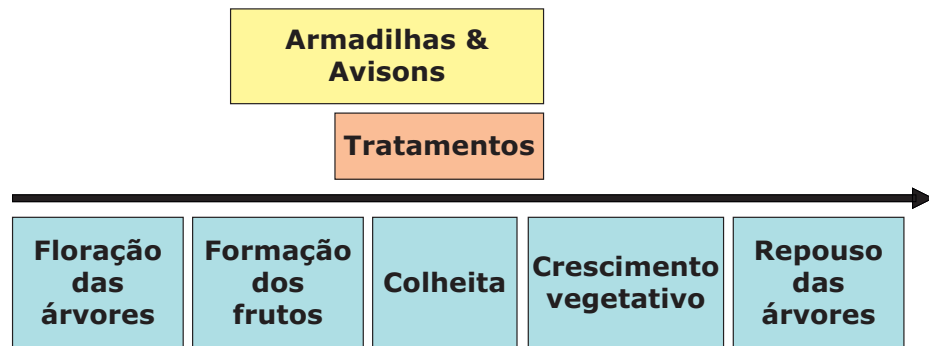 Armadilhas &
Avisons
Tratamentos
Floração
das
árvores
Formação
dos
frutos
Colheita
Crescimento
vegetativo
Repouso
das
árvores